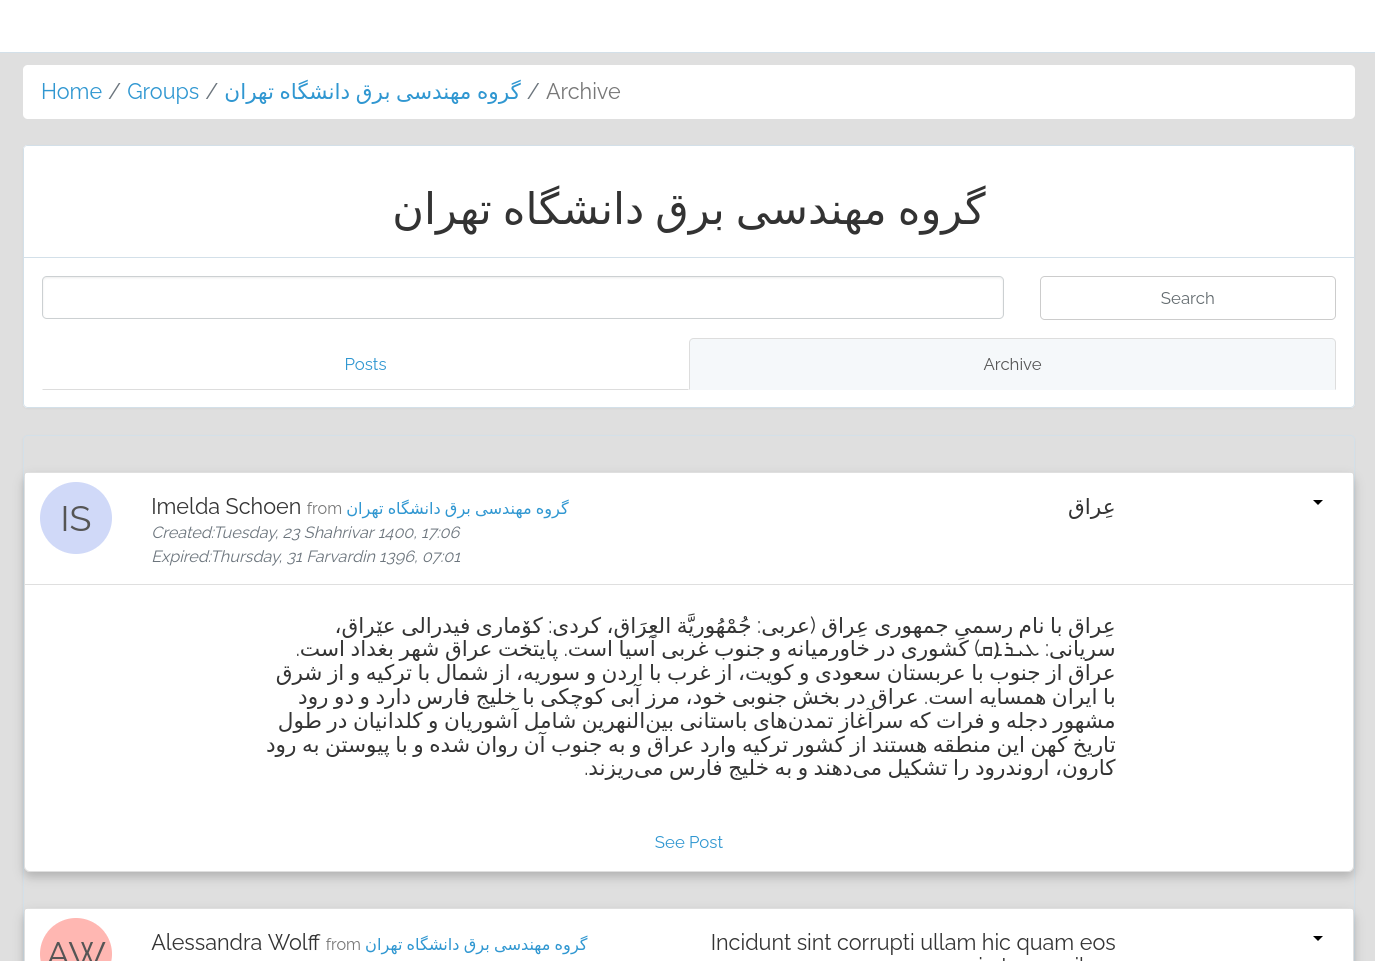 Home / Groups / گروه مهندسی برق دانشگاه تهران / Archive
گروه مهندسی برق دانشگاه تهران
Search
Posts
Archive
IS
Imelda Schoen from گروه مهندسی برق دانشگاه تهران
عِراق
Created:Tuesday, 23 Shahrivar 1400, 17:06
Expired:Thursday, 31 Farvardin 1396, 07:01
عِراق با نام رسمیِ جمهوری عِراق (عربی: جُمْهُوریَّة العِرَاق، کردی: کۆماری فیدرالی عێراق،
سریانی: ܥܝܪܐܩ) کشوری در خاورمیانه و جنوب غربی آسیا است. پایتخت عراق شهر بغداد است.
عراق از جنوب با عربستان سعودی و کویت، از غرب با اردن و سوریه، از شمال با ترکیه و از شرق
با ایران همسایه است. عراق در بخش جنوبی خود، مرز آبی کوچکی با خلیج فارس دارد و دو رود
مشهور دجله و فرات که سرآغاز تمدن‌های باستانی بین‌النهرین شامل آشوریان و کلدانیان در طول
تاریخ کهن این منطقه هستند از کشور ترکیه وارد عراق و به جنوب آن روان شده و با پیوستن به رود
کارون، اروندرود را تشکیل می‌دهند و به خلیج فارس می‌ریزند.
See Post
AW
Alessandra Wolff from گروه مهندسی برق دانشگاه تهران
Incidunt sint corrupti ullam hic quam eos